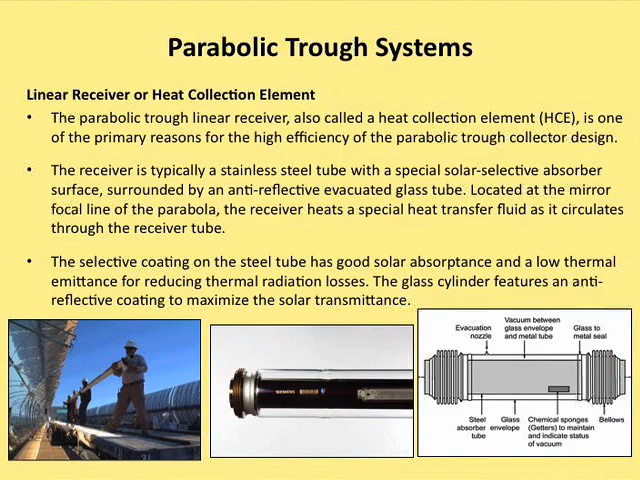 Parabolic Trough Systems
Linear Receiver or Heat Collection Element
• The parabolic trough linear receiver, also called a heat collection element (HCE), is one
of the primary reasons for the high efficiency of the parabolic trough collector design.
• The receiver is typically a stainless steel tube with a special solar-selective absorber
surface, surrounded by an anti-reflective evacuated glass tube. Located at the mirror
focal line of the parabola, the receiver heats a special heat transfer fluid as it circulates
through the receiver tube.
• The selective coating on the steel tube has good solar absorptance and a low thermal
emittance for reducing thermal radiation losses. The glass cylinder features an anti-
reflective coating to maximize the solar transmittance.
SIEMENS
Evacuation
nozzle
Vacuum between
glass envelope
and metal tube
Glass to
metal seal
Steel
absorber
tube
Glass
envelope
Chemical sponges
(Getters) to maintain
and indicate status
of vacuum
Bellows